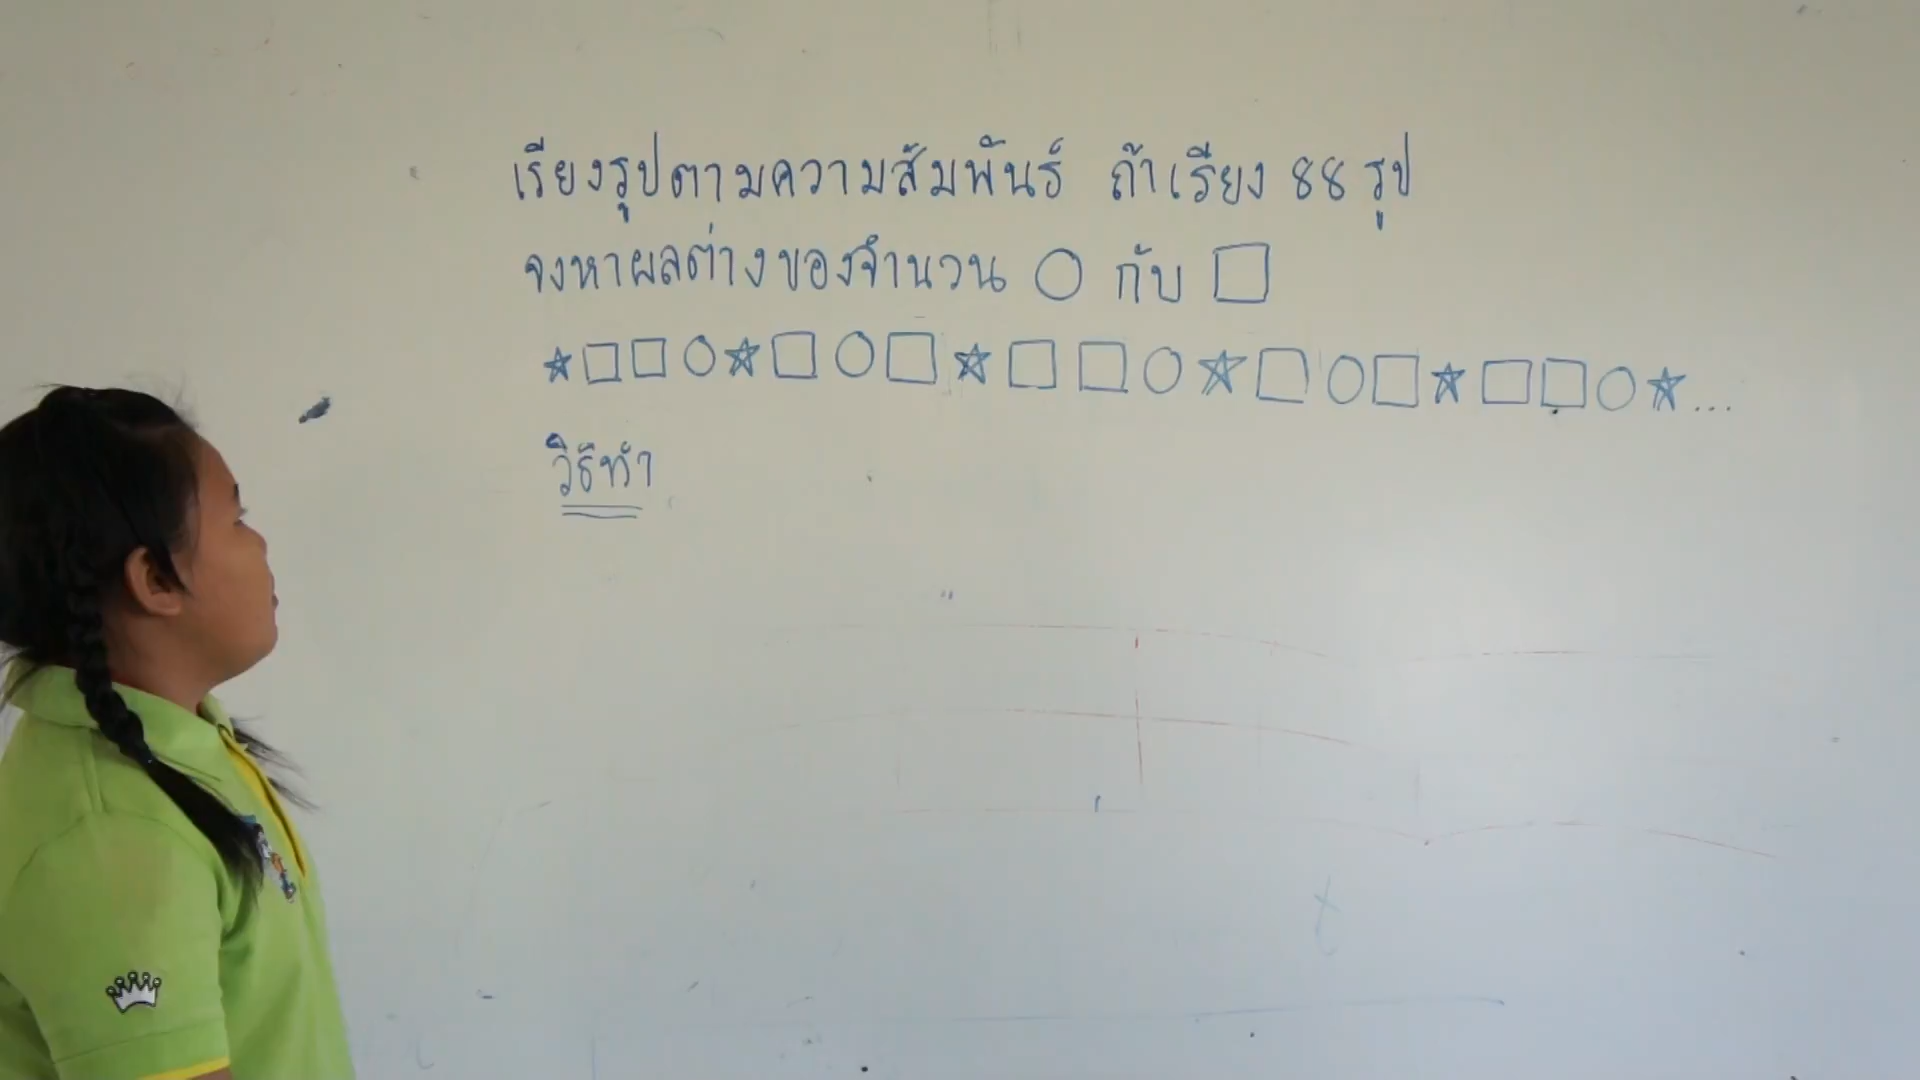 เรียงรูปตามความสัมพันธ์ ถ้าเรียง 88 รูป
จงหาผลต่างของจำนวน ○ กับ □
☆□□○☆□○□☆□□○☆□○□☆□□○☆...
วิธีทำ